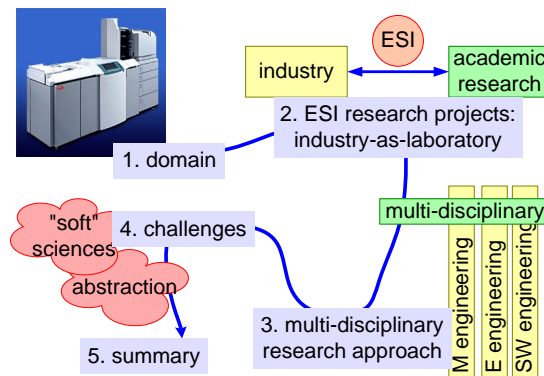 ESI
industry
academic
research
2. ESI research projects:
industry-as-laboratory
1. domain
multi-disciplinary
"soft"
sciences
4. challenges
abstraction
M engineering
E engineering
SW engineering
3. multi-disciplinary
research approach
5. summary